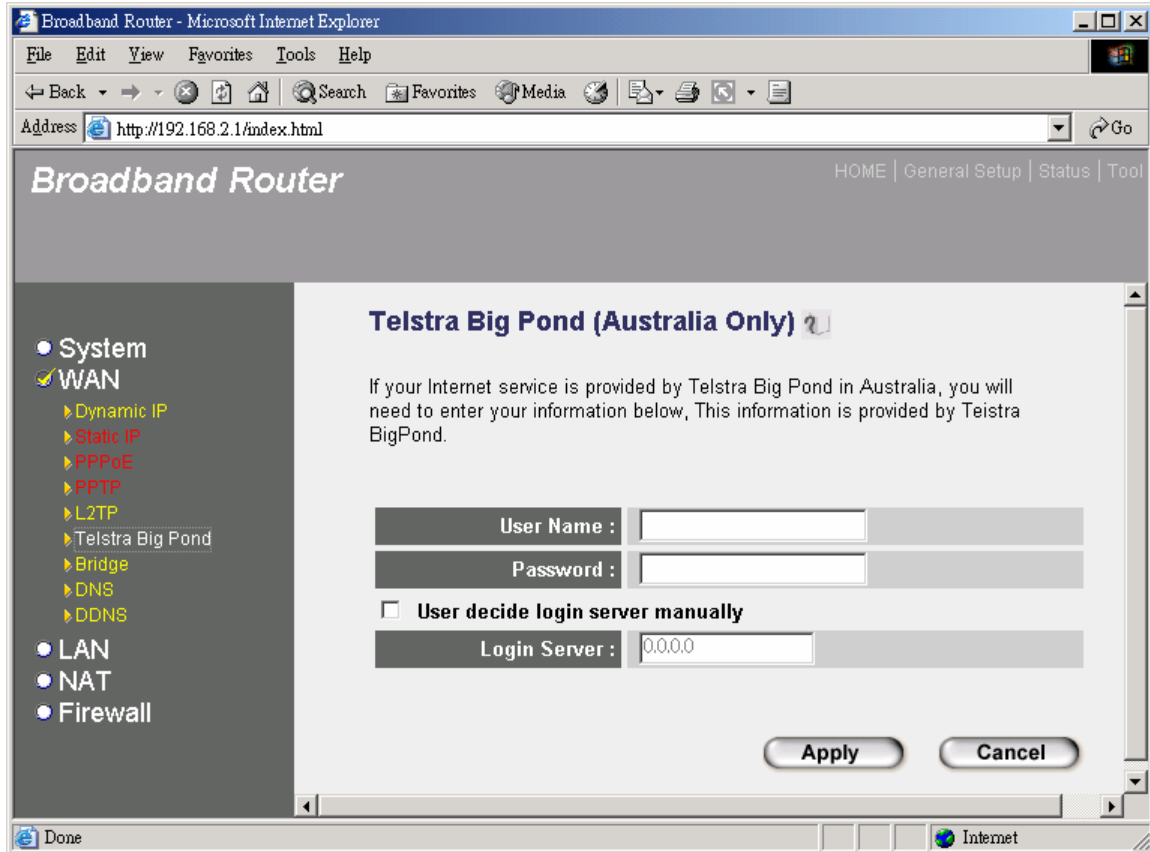 Broadband Router - Microsoft Internet Explorer
File Edit View Favorites Tools Help
Back Search Favorites Media
Address http://192.168.2.1/index.html Go
Broadband Router
HOME | General Setup | Status | Tool
System
WAN
Dynamic IP
Static IP
PPPoE
PPTP
L2TP
Telstra Big Pond
Bridge
DNS
DDNS
LAN
NAT
Firewall
Telstra Big Pond (Australia Only)
If your Internet service is provided by Telstra Big Pond in Australia, you will
need to enter your information below, This information is provided by Teistra
BigPond.
User Name :
Password :
User decide login server manually
Login Server : 0.0.0.0
Apply Cancel
Done Internet